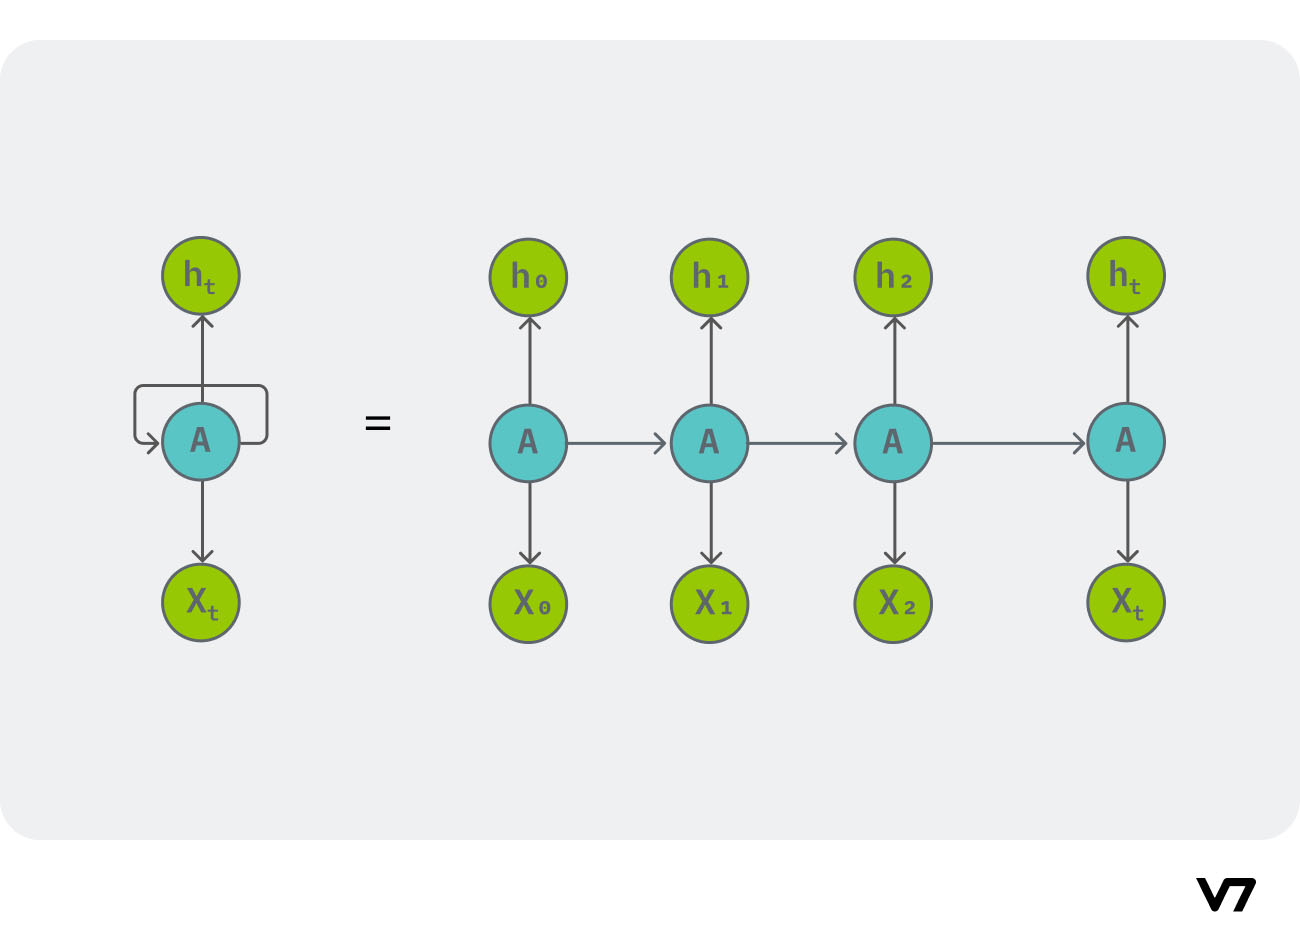 hₜ h₀ h₁ h₂ hₜ
A = A A A A
Xₜ X₀ X₁ X₂ Xₜ
V7